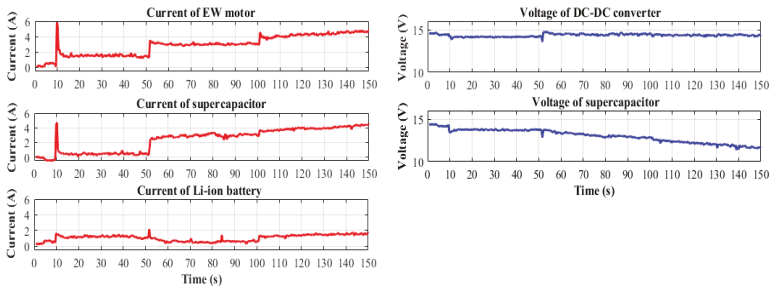 Current of EW motor
Current (A)
6
4
2
0
0 10 20 30 40 50 60 70 80 90 100 110 120 130 140 150
Current of supercapacitor
Current (A)
6
4
2
0
0 10 20 30 40 50 60 70 80 90 100 110 120 130 140 150
Current of Li-ion battery
Current (A)
6
4
2
0
0 10 20 30 40 50 60 70 80 90 100 110 120 130 140 150
Time (s)
Voltage of DC-DC converter
Voltage (V)
15
10
0 10 20 30 40 50 60 70 80 90 100 110 120 130 140 150
Voltage of supercapacitor
Voltage (V)
15
10
0 10 20 30 40 50 60 70 80 90 100 110 120 130 140 150
Time (s)